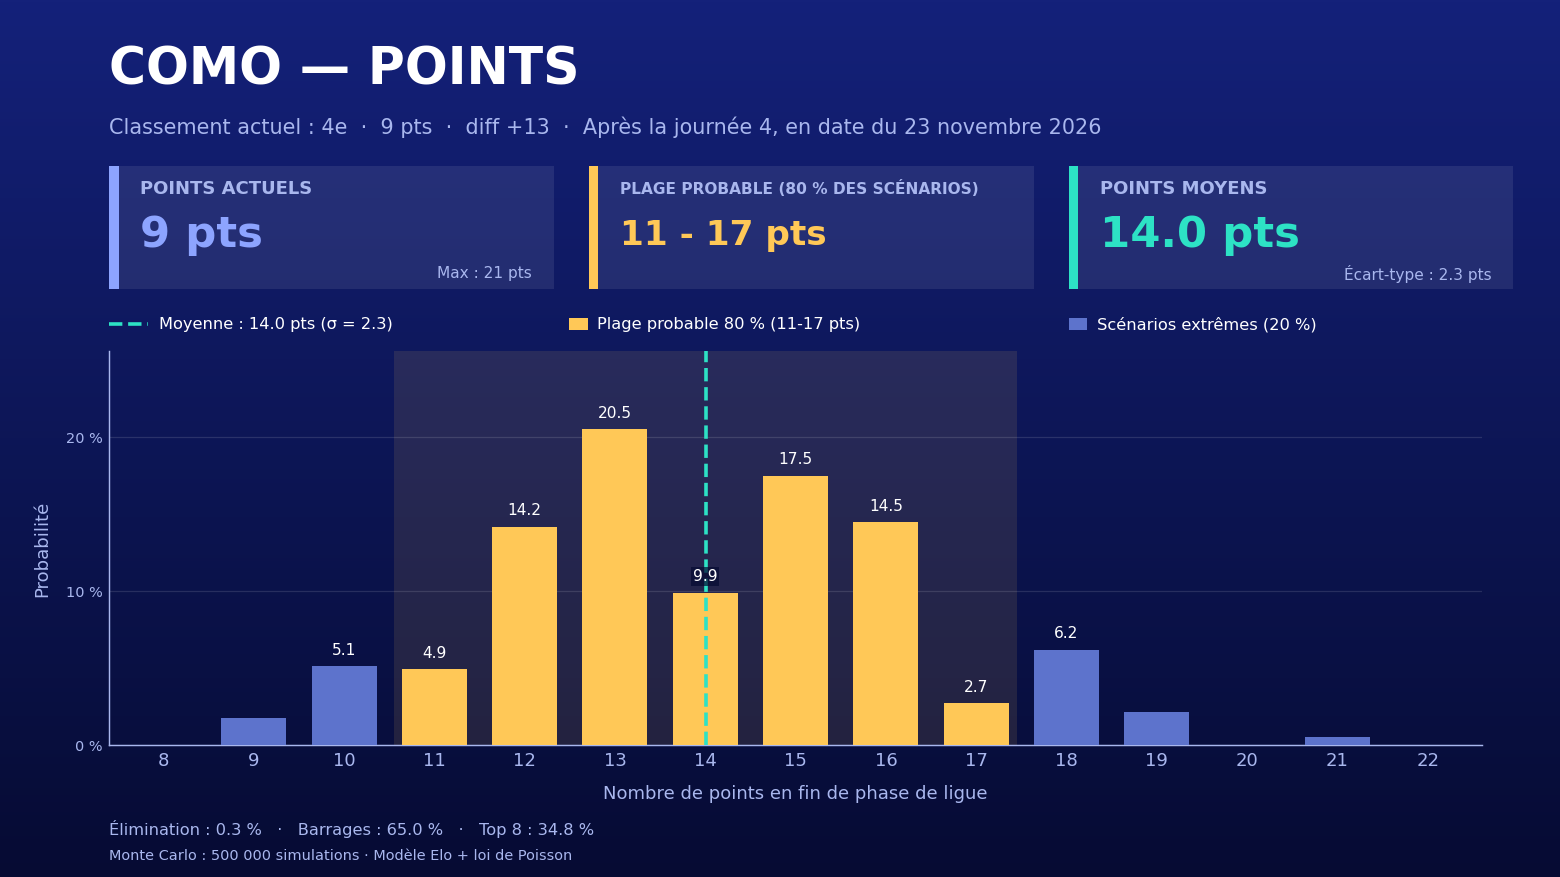 COMO — POINTS
Classement actuel : 4e · 9 pts · diff +13 · Après la journée 4, en date du 23 novembre 2026
POINTS ACTUELS
9 pts
Max : 21 pts
PLAGE PROBABLE (80 % DES SCÉNARIOS)
11 - 17 pts
POINTS MOYENS
14.0 pts
Écart-type : 2.3 pts
Moyenne : 14.0 pts (σ = 2.3)
Plage probable 80 % (11-17 pts)
Scénarios extrêmes (20 %)
Probabilité
20 %
10 %
0 %
5.1
4.9
14.2
20.5
9.9
17.5
14.5
2.7
6.2
8 9 10 11 12 13 14 15 16 17 18 19 20 21 22
Nombre de points en fin de phase de ligue
Élimination : 0.3 % · Barrages : 65.0 % · Top 8 : 34.8 %
Monte Carlo : 500 000 simulations · Modèle Elo + loi de Poisson